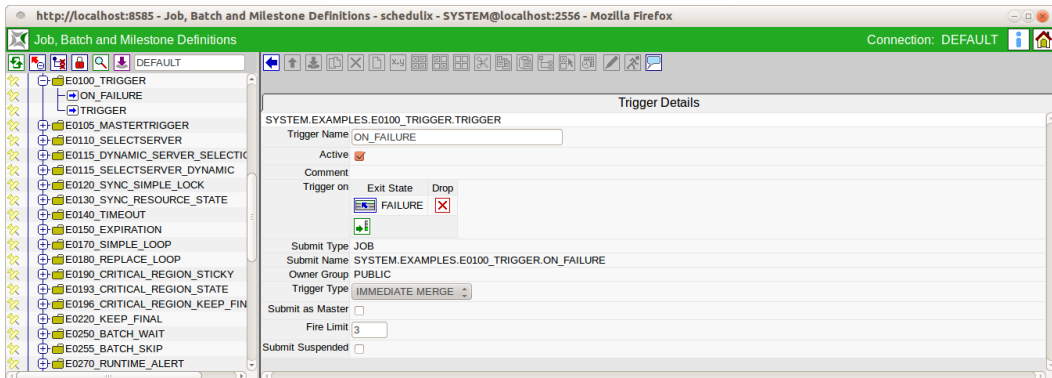 http://localhost:8585 - Job, Batch and Milestone Definitions - schedulix - SYSTEM@localhost:2556 - Mozilla Firefox
Job, Batch and Milestone Definitions
Connection: DEFAULT
DEFAULT
E0100_TRIGGER
ON_FAILURE
TRIGGER
E0105_MASTERTRIGGER
E0110_SELECTSERVER
E0115_DYNAMIC_SERVER_SELECTIO
E0115_SELECTSERVER_DYNAMIC
E0120_SYNC_SIMPLE_LOCK
E0130_SYNC_RESOURCE_STATE
E0140_TIMEOUT
E0150_EXPIRATION
E0170_SIMPLE_LOOP
E0180_REPLACE_LOOP
E0190_CRITICAL_REGION_STICKY
E0193_CRITICAL_REGION_STATE
E0196_CRITICAL_REGION_KEEP_FIN
E0220_KEEP_FINAL
E0250_BATCH_WAIT
E0255_BATCH_SKIP
E0270_RUNTIME_ALERT
x,y
Trigger Details
SYSTEM.EXAMPLES.E0100_TRIGGER.TRIGGER
Trigger Name ON_FAILURE
Active
Comment
Trigger on Exit State Drop
FAILURE
Submit Type JOB
Submit Name SYSTEM.EXAMPLES.E0100_TRIGGER.ON_FAILURE
Owner Group PUBLIC
Trigger Type IMMEDIATE MERGE
Submit as Master
Fire Limit 3
Submit Suspended